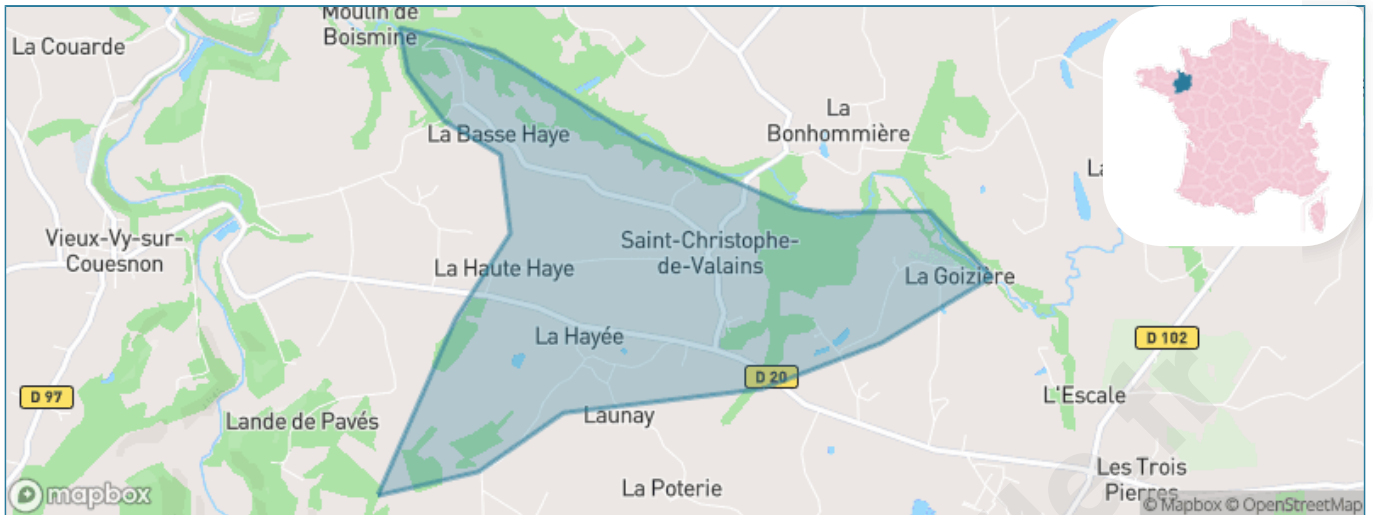 Moulin de
Boismine
La Couarde
La
Bonhommière
La Basse Haye
La
Vieux-Vy-sur-
Couesnon
Saint-Christophe-
de-Valains
La Haute Haye
La Goizière
La Hayée
D 102
D 20
D 97
L'Escale
Launay
Lande de Pavés
Les Trois
Pierres
La Poterie
mapbox
© Mapbox © OpenStreetMap